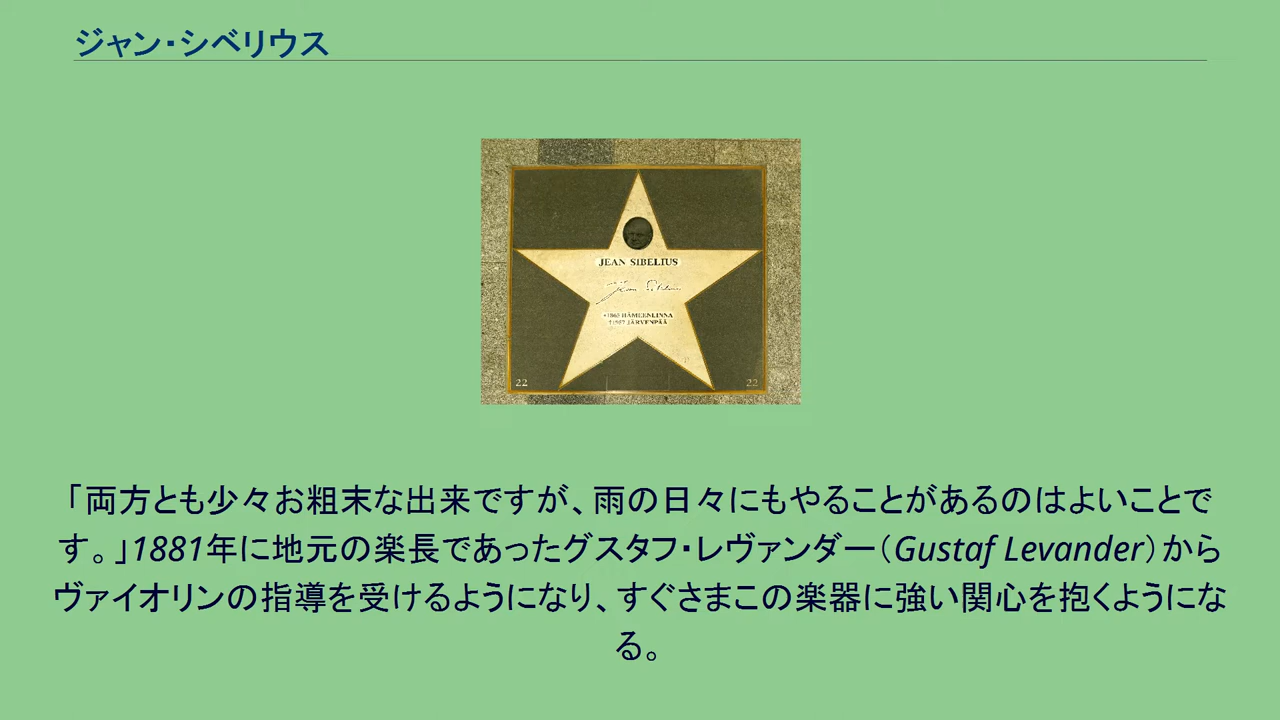 ジャン・シベリウス
JEAN SIBELIUS
Jean Sibelius
*1865 HÄMEENLINNA
†1957 JÄRVENPÄÄ
22 22
「両方とも少々お粗末な出来ですが、雨の日々にもやることがあるのはよいことで
す。」1881年に地元の楽長であったグスタフ・レヴァンダー（Gustaf Levander）から
ヴァイオリンの指導を受けるようになり、すぐさまこの楽器に強い関心を抱くようにな
る。